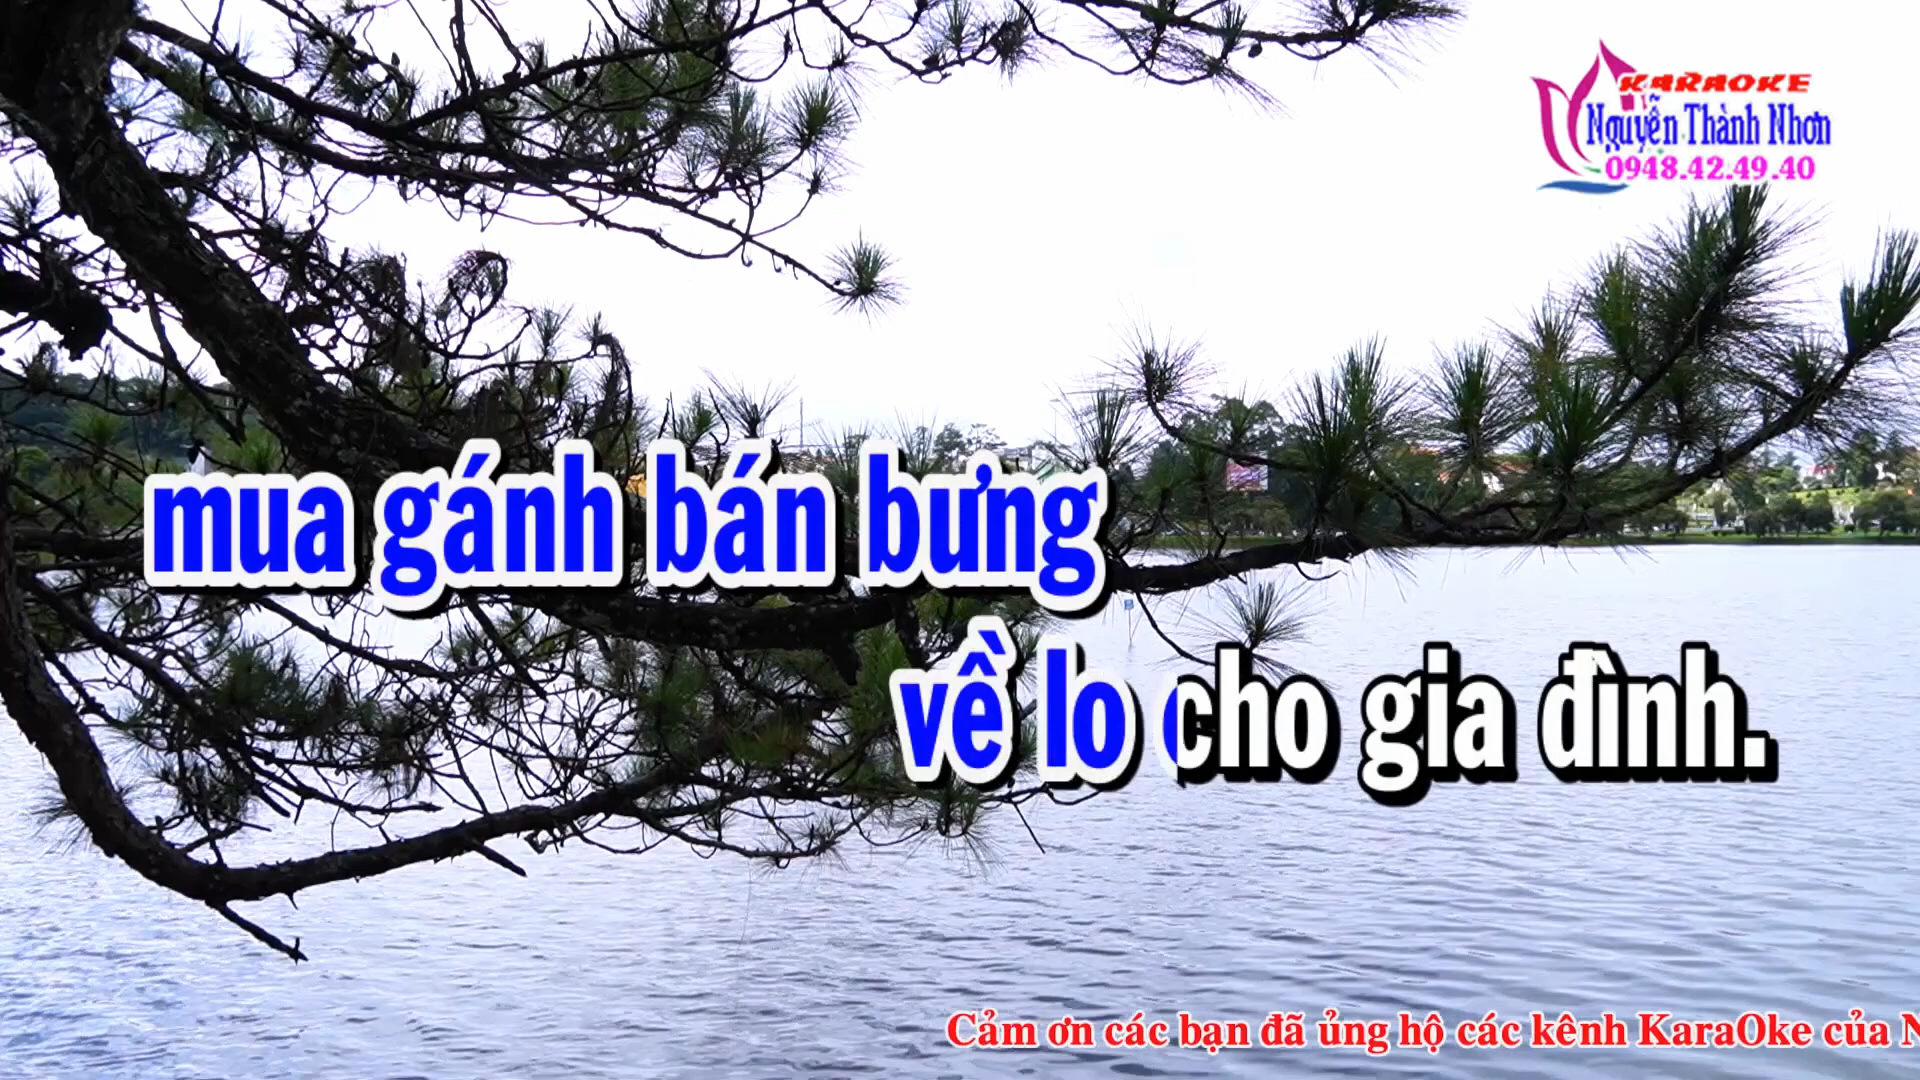 KARAOKE
Nguyễn Thành Nhơn
0948.42.49.40
mua gánh bán bưng
về lo cho gia đình.
Cảm ơn các bạn đã ủng hộ các kênh KaraOke của N